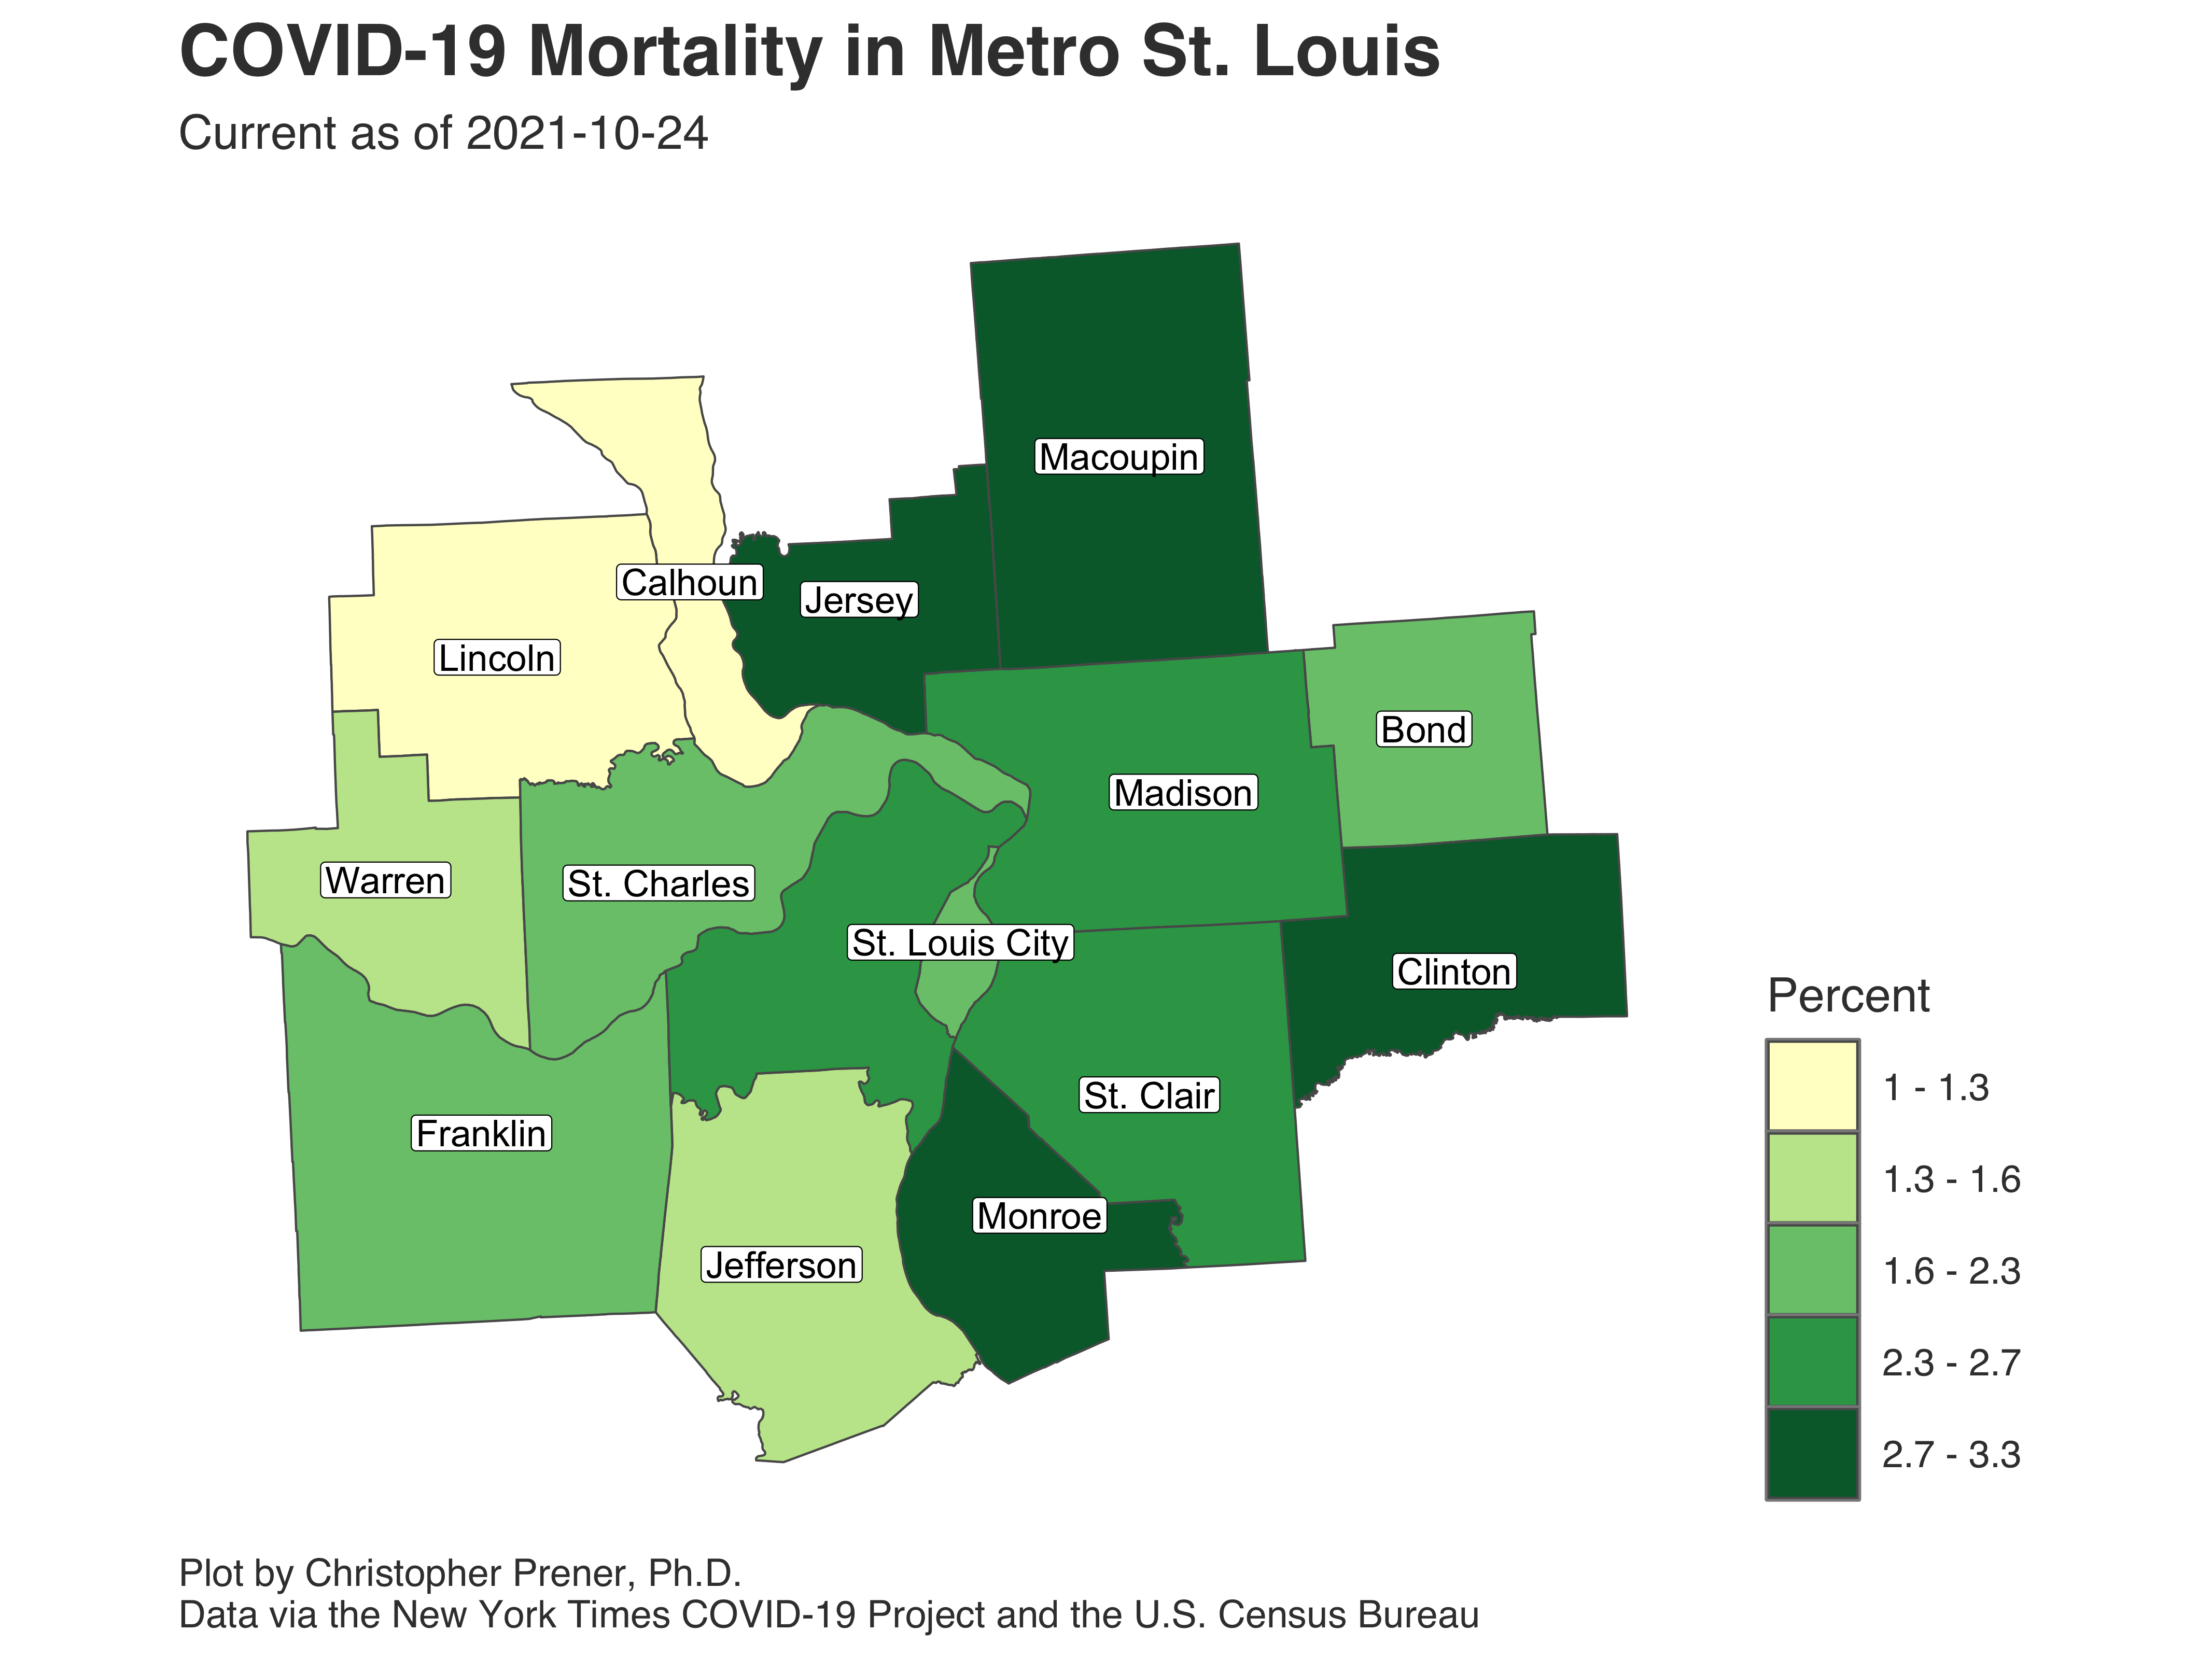 COVID-19 Mortality in Metro St. Louis
Current as of 2021-10-24
Macoupin
Calhoun
Jersey
Lincoln
Bond
Madison
Warren
St. Charles
St. Louis City
Clinton
St. Clair
Franklin
Monroe
Jefferson
Percent
1 - 1.3
1.3 - 1.6
1.6 - 2.3
2.3 - 2.7
2.7 - 3.3
Plot by Christopher Prener, Ph.D.
Data via the New York Times COVID-19 Project and the U.S. Census Bureau